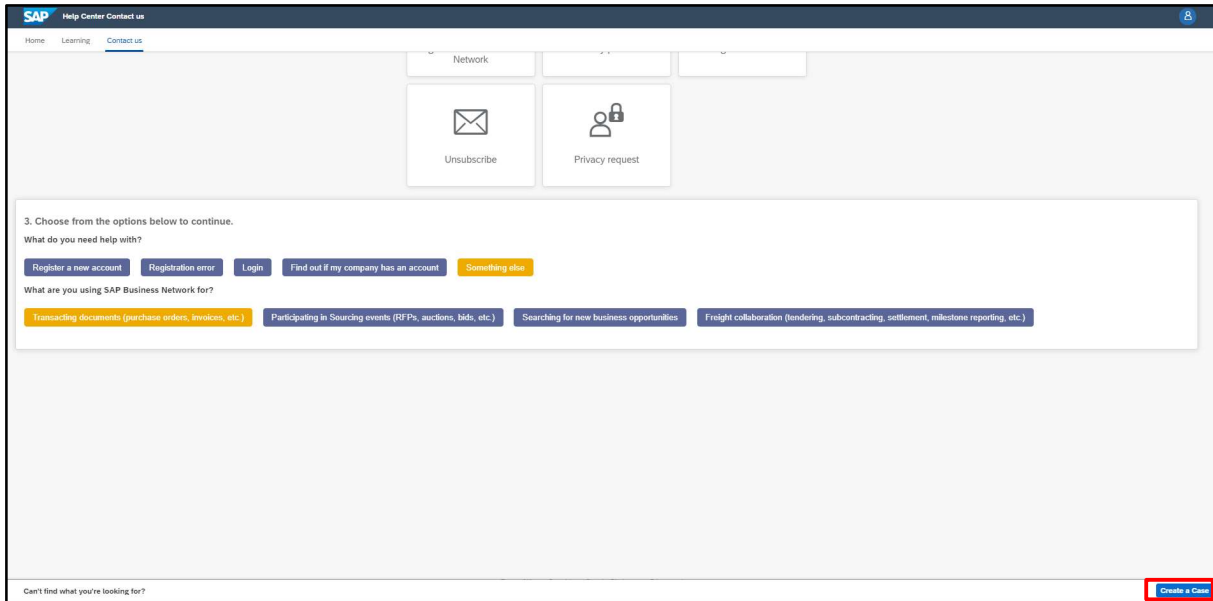 SAP Help Center Contact us
Home Learning Contact us
Network
Unsubscribe Privacy request
3. Choose from the options below to continue.
What do you need help with?
Register a new account Registration error Login Find out if my company has an account Something else
What are you using SAP Business Network for?
Transacting documents (purchase orders, invoices, etc.) Participating in Sourcing events (RFPs, auctions, bids, etc.) Searching for new business opportunities Freight collaboration (tendering, subcontracting, settlement, milestone reporting, etc.)
Can't find what you're looking for? Create a Case